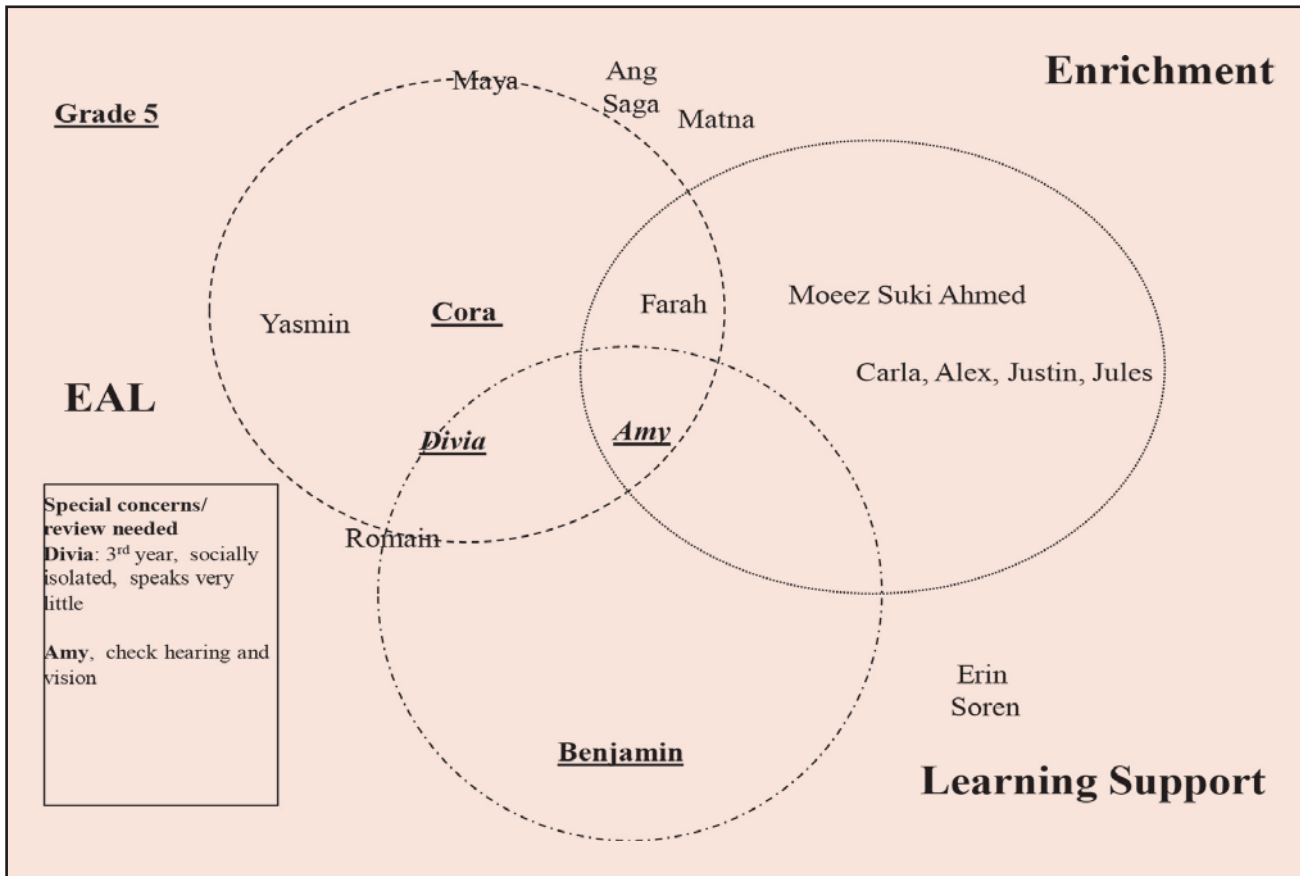 Enrichment
Grade 5
Maya
Ang
Saga
Matna
Farah
Moeez Suki Ahmed
Yasmin
Cora
Carla, Alex, Justin, Jules
EAL
Divia
Amy
Special concerns/
review needed
Divia: 3rd year, socially
isolated, speaks very
little
Amy, check hearing and
vision
Romain
Erin
Soren
Benjamin
Learning Support